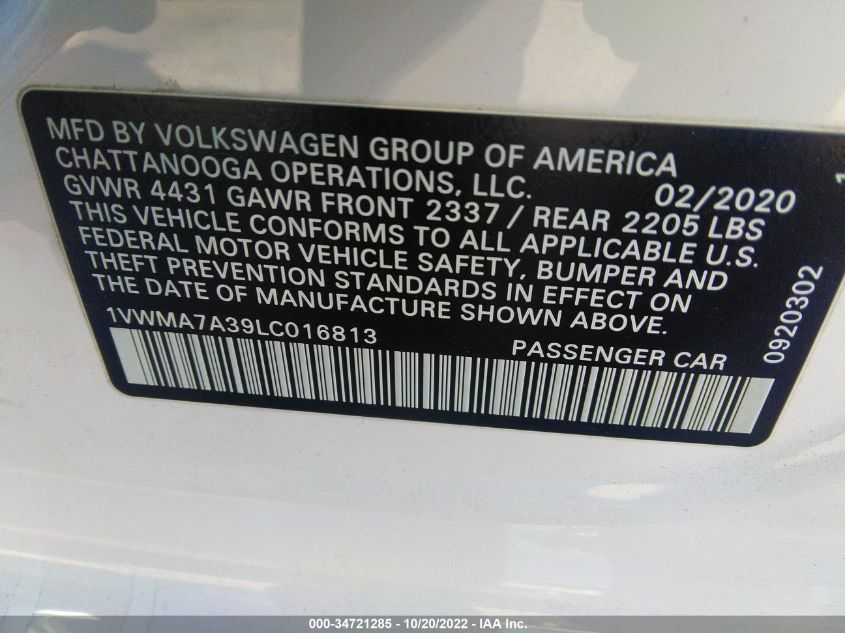 MFD BY VOLKSWAGEN GROUP OF AMERICA
CHATTANOOGA OPERATIONS, LLC. 02/2020
GVWR 4431 GAWR FRONT 2337 / REAR 2205 LBS
THIS VEHICLE CONFORMS TO ALL APPLICABLE U.S.
FEDERAL MOTOR VEHICLE SAFETY, BUMPER AND
THEFT PREVENTION STANDARDS IN EFFECT ON
THE DATE OF MANUFACTURE SHOWN ABOVE.
1VWMA7A39LC016813 PASSENGER CAR
0920302
000-34721285 - 10/20/2022 - IAA Inc.